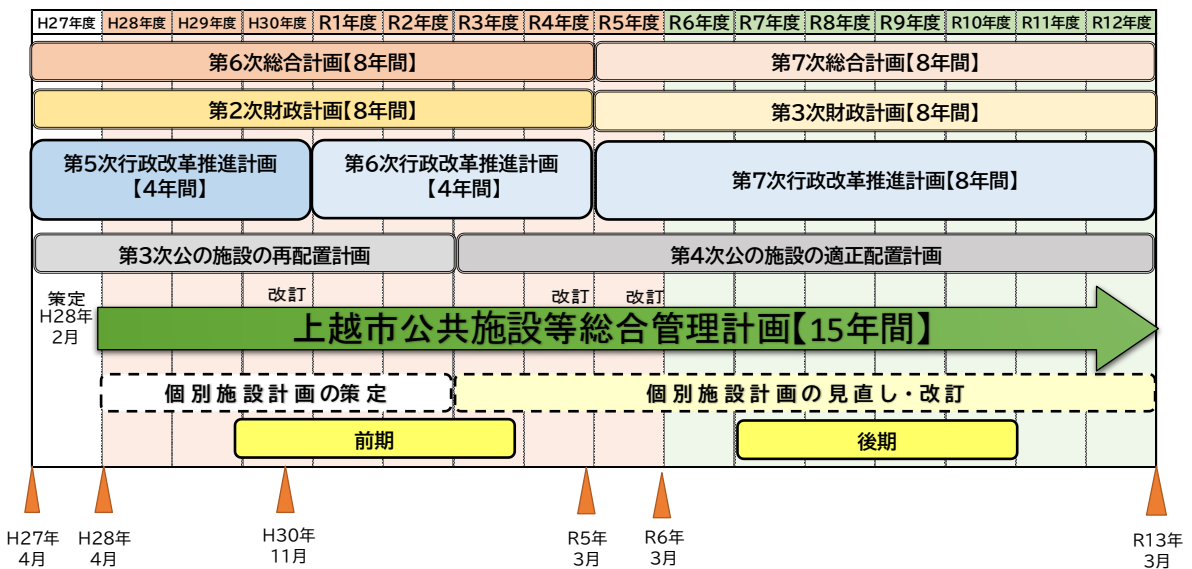 H27年度 H28年度 H29年度 H30年度 R1年度 R2年度 R3年度 R4年度 R5年度 R6年度 R7年度 R8年度 R9年度 R10年度 R11年度 R12年度
第6次総合計画【8年間】 第7次総合計画【8年間】
第2次財政計画【8年間】 第3次財政計画【8年間】
第5次行政改革推進計画
【4年間】
第6次行政改革推進計画
【4年間】
第7次行政改革推進計画【8年間】
第3次公の施設の再配置計画 第4次公の施設の適正配置計画
策定
H28年
2月
改訂 改訂 改訂
上越市公共施設等総合管理計画【15年間】
個別施設計画の策定 個別施設計画の見直し・改訂
前期 後期
H27年
4月
H28年
4月
H30年
11月
R5年
3月
R6年
3月
R13年
3月